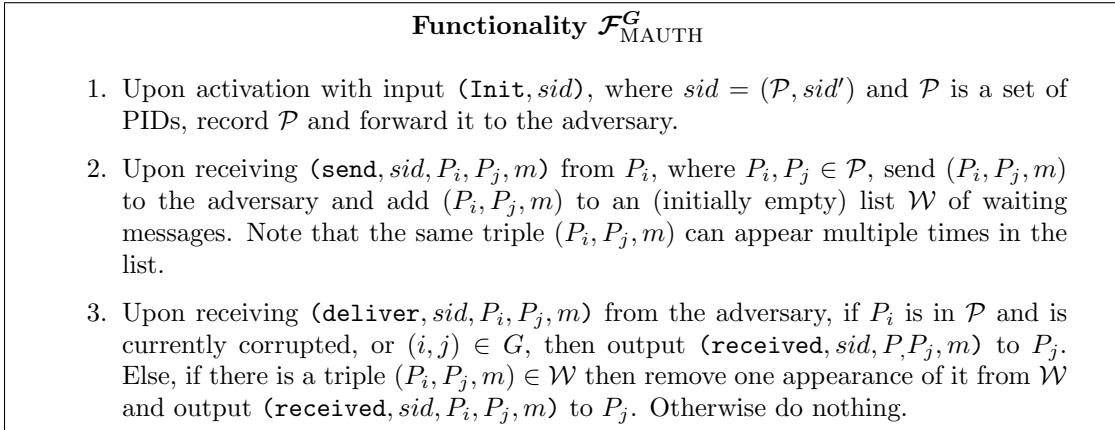 Functionality 𝓕^G_MAUTH
1. Upon activation with input (Init, sid), where sid = (𝒫, sid′) and 𝒫 is a set of
PIDs, record 𝒫 and forward it to the adversary.
2. Upon receiving (send, sid, P_i, P_j, m) from P_i, where P_i, P_j ∈ 𝒫, send (P_i, P_j, m)
to the adversary and add (P_i, P_j, m) to an (initially empty) list 𝒲 of waiting
messages. Note that the same triple (P_i, P_j, m) can appear multiple times in the
list.
3. Upon receiving (deliver, sid, P_i, P_j, m) from the adversary, if P_i is in 𝒫 and is
currently corrupted, or (i, j) ∈ G, then output (received, sid, P_,P_j, m) to P_j.
Else, if there is a triple (P_i, P_j, m) ∈ 𝒲 then remove one appearance of it from 𝒲
and output (received, sid, P_i, P_j, m) to P_j. Otherwise do nothing.